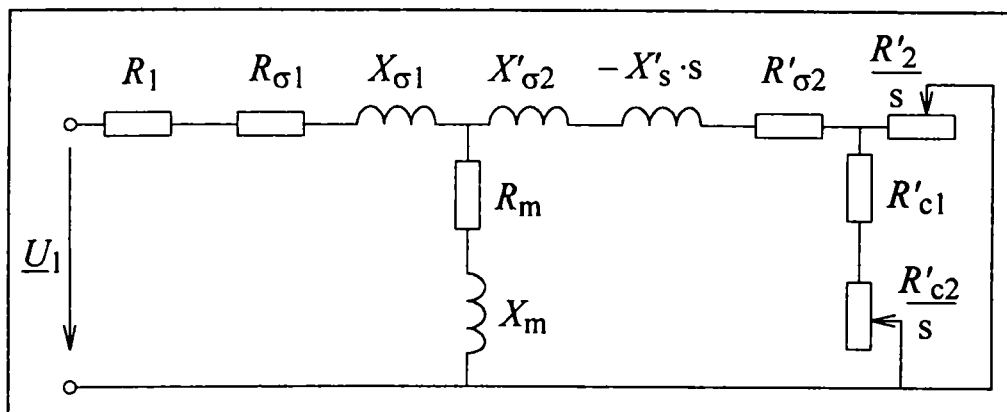 R1 Rσ1 Xσ1 X'σ2 −X's·s R'σ2 R'2/s
Rm R'c1
U1
Xm R'c2/s